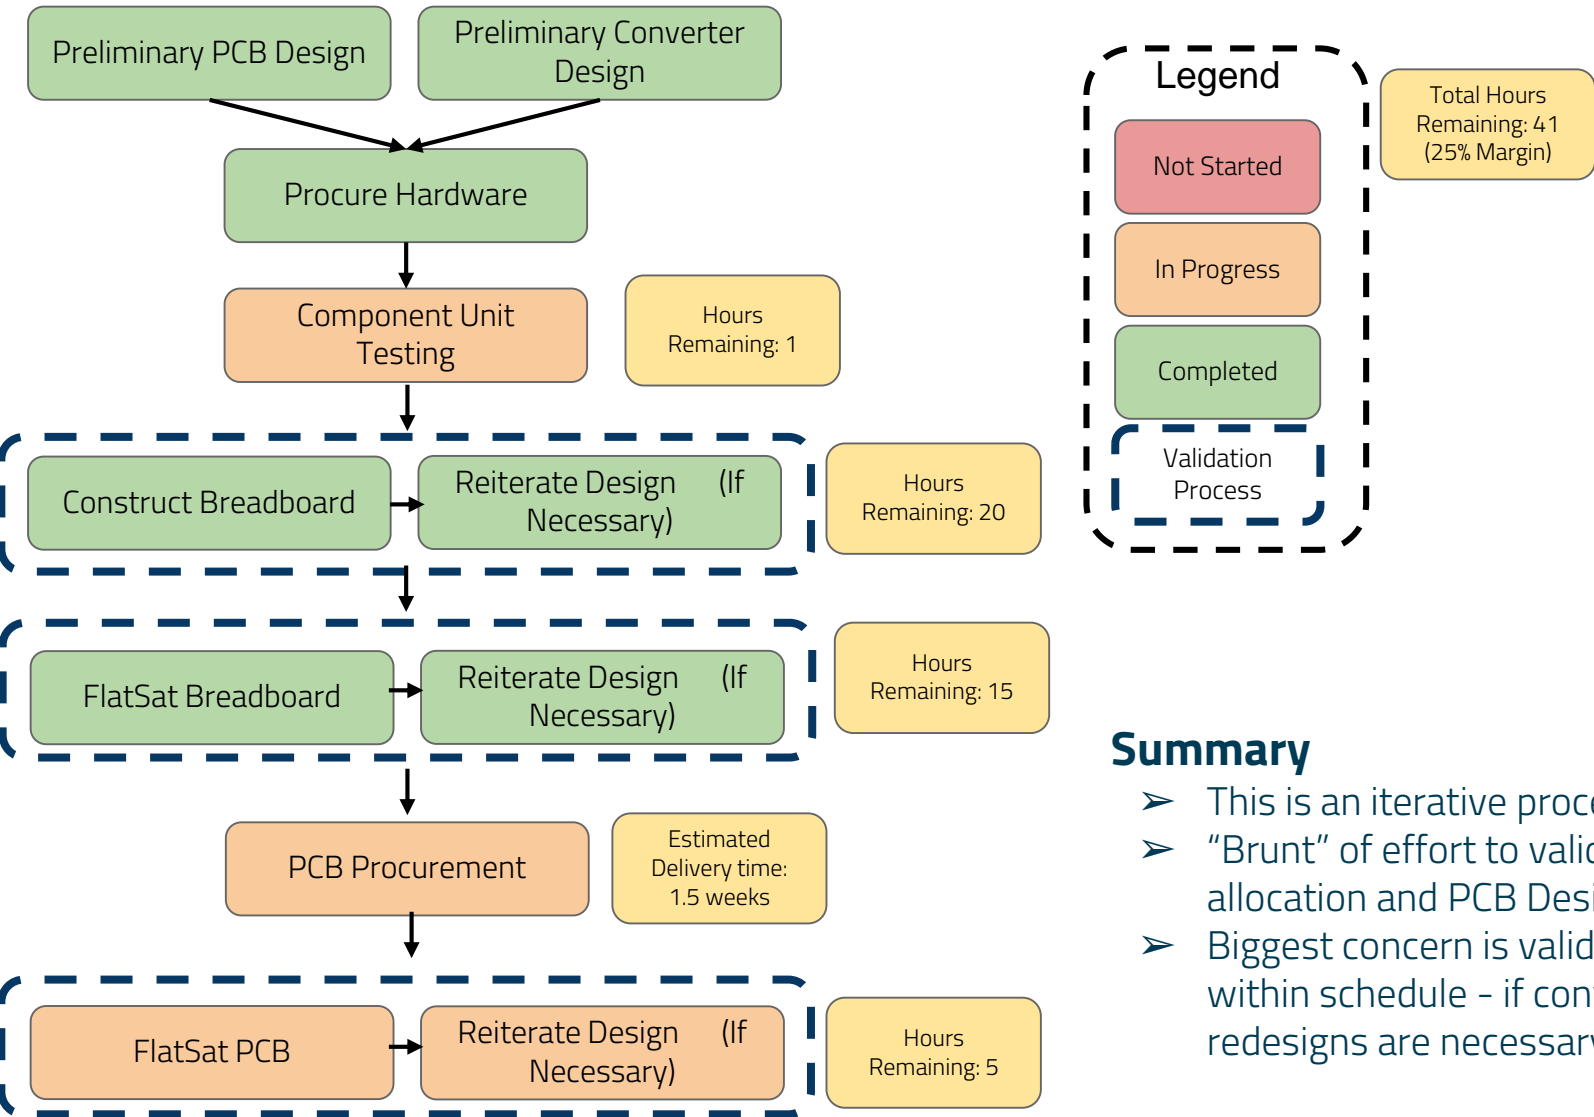 Preliminary PCB Design
Preliminary Converter
Design
Procure Hardware
Component Unit
Testing
Hours
Remaining: 1
Construct Breadboard
Reiterate Design (If
Necessary)
Hours
Remaining: 20
FlatSat Breadboard
Reiterate Design (If
Necessary)
Hours
Remaining: 15
PCB Procurement
Estimated
Delivery time:
1.5 weeks
FlatSat PCB
Reiterate Design (If
Necessary)
Hours
Remaining: 5
Legend
Not Started
In Progress
Completed
Validation
Process
Total Hours
Remaining: 41
(25% Margin)
Summary
➢ This is an iterative
➢ “Brunt” of effort to
allocation and PCB
➢ Biggest concern is
within schedule - if
redesigns are